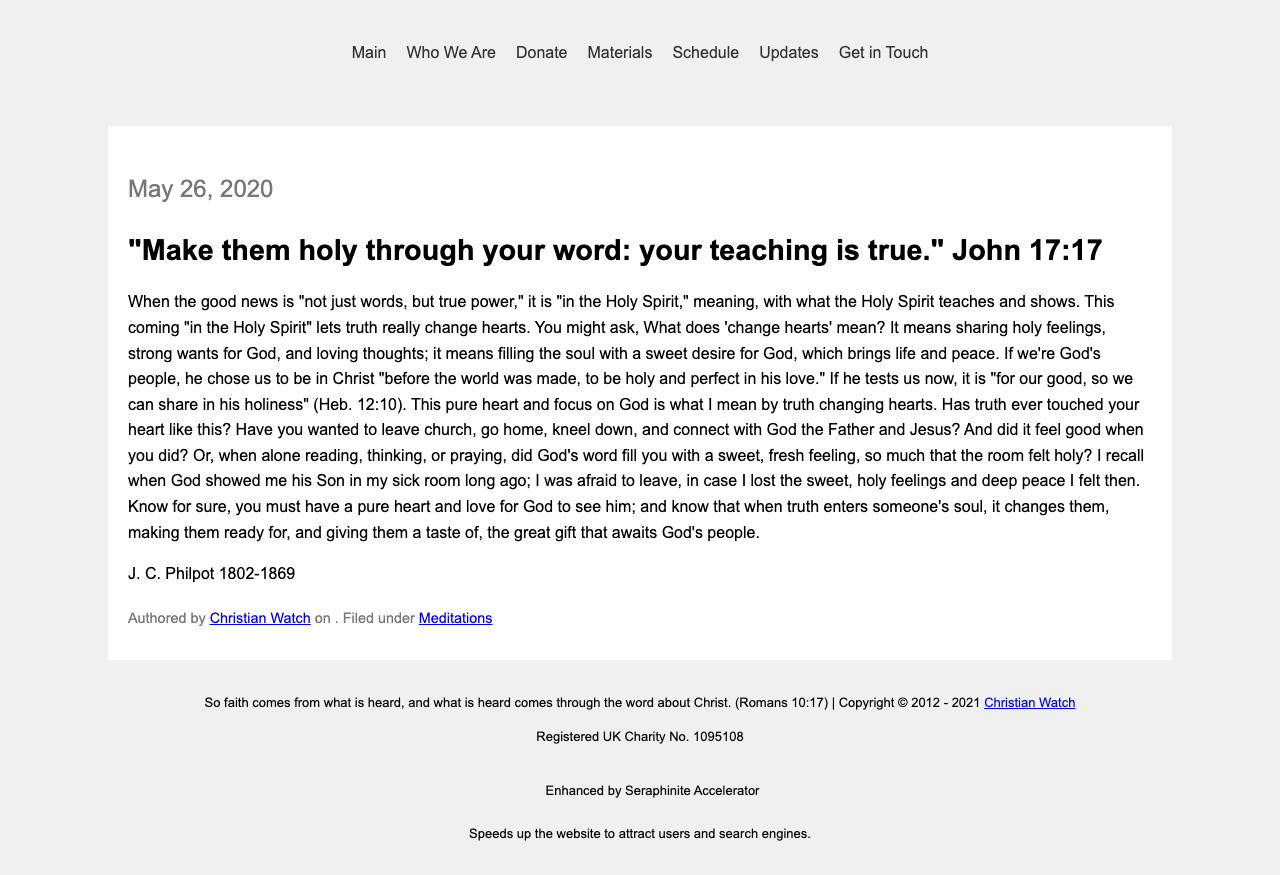 Main Who We Are Donate Materials Schedule Updates Get in Touch
May 26, 2020
"Make them holy through your word: your teaching is true." John 17:17
When the good news is "not just words, but true power," it is "in the Holy Spirit," meaning, with what the Holy Spirit teaches and shows. This
coming "in the Holy Spirit" lets truth really change hearts. You might ask, What does 'change hearts' mean? It means sharing holy feelings,
strong wants for God, and loving thoughts; it means filling the soul with a sweet desire for God, which brings life and peace. If we're God's
people, he chose us to be in Christ "before the world was made, to be holy and perfect in his love." If he tests us now, it is "for our good, so we
can share in his holiness" (Heb. 12:10). This pure heart and focus on God is what I mean by truth changing hearts. Has truth ever touched your
heart like this? Have you wanted to leave church, go home, kneel down, and connect with God the Father and Jesus? And did it feel good when
you did? Or, when alone reading, thinking, or praying, did God's word fill you with a sweet, fresh feeling, so much that the room felt holy? I recall
when God showed me his Son in my sick room long ago; I was afraid to leave, in case I lost the sweet, holy feelings and deep peace I felt then.
Know for sure, you must have a pure heart and love for God to see him; and know that when truth enters someone's soul, it changes them,
making them ready for, and giving them a taste of, the great gift that awaits God's people.
J. C. Philpot 1802-1869
Authored by Christian Watch on . Filed under Meditations
So faith comes from what is heard, and what is heard comes through the word about Christ. (Romans 10:17) | Copyright © 2012 - 2021 Christian Watch
Registered UK Charity No. 1095108
Enhanced by Seraphinite Accelerator
Speeds up the website to attract users and search engines.